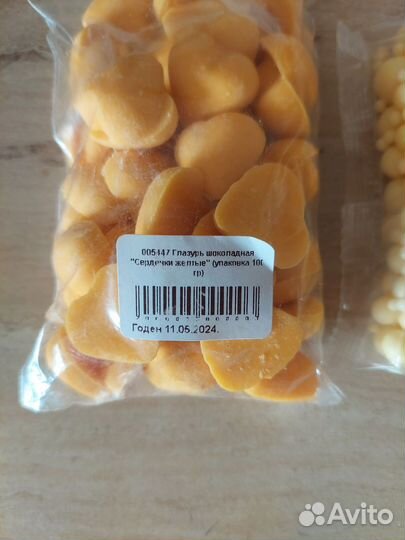 005447 Глазурь шоколадная
"Сердечки желтые" (упаковка 100
гр)
Годен 11.05.2024.
Avito